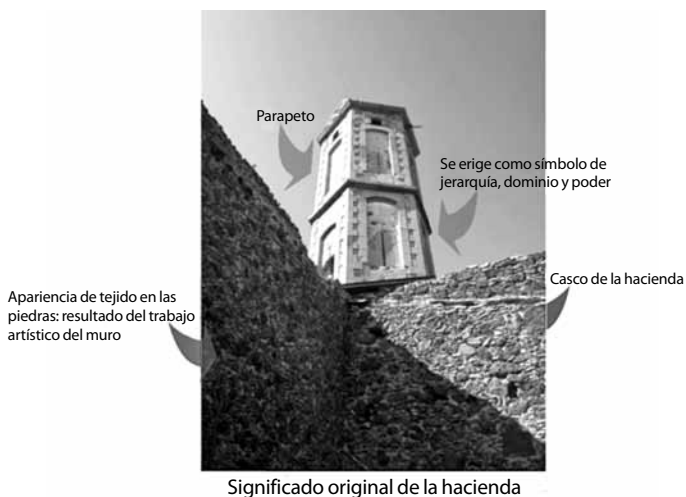 Parapeto
Se erige como símbolo de
jerarquía, dominio y poder
Casco de la hacienda
Apariencia de tejido en las
piedras: resultado del trabajo
artístico del muro
Significado original de la hacienda